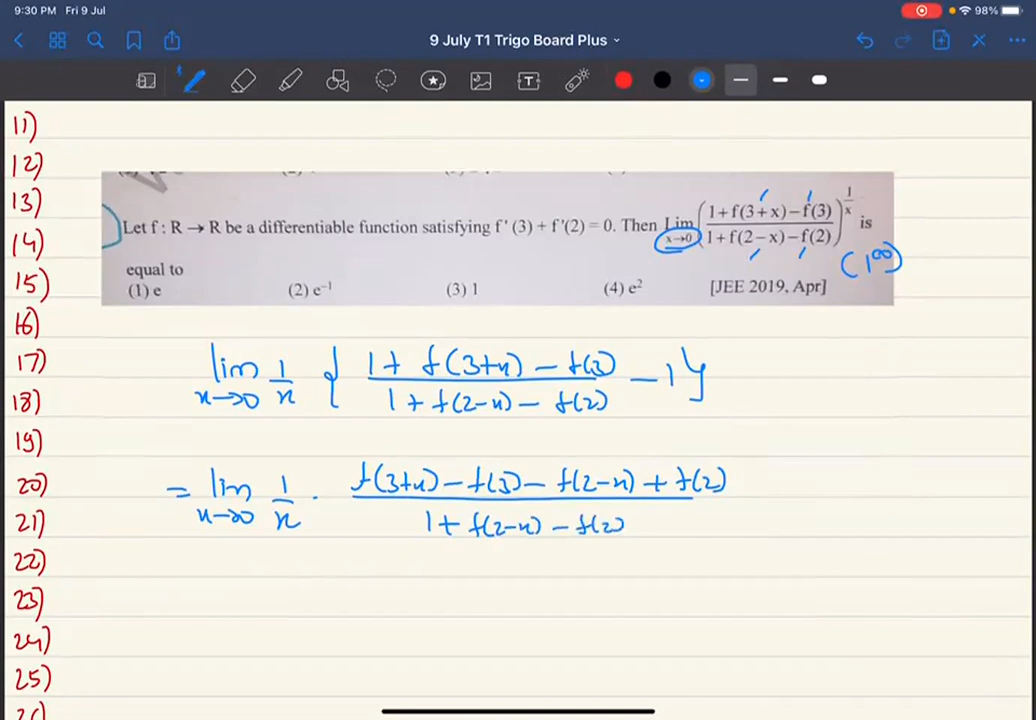 9:30 PM Fri 9 Jul
98%
9 July T1 Trigo Board Plus
11)
12)
13)
14)
15)
16)
17)
18)
19)
20)
21)
22)
23)
24)
25)
Let f : R → R be a differentiable function satisfying f ' (3) + f '(2) = 0. Then Lim x→0 ((1+f(3+x)−f(3))/(1+f(2−x)−f(2)))^(1/x) is
(1^∞)
equal to
(1) e (2) e⁻¹ (3) 1 (4) e² [JEE 2019, Apr]
lim x→0 1/x { (1 + f(3+x) − f(3))/(1 + f(2−x) − f(2)) − 1 }
= lim x→0 1/x · (f(3+x) − f(3) − f(2−x) + f(2))/(1 + f(2−x) − f(2))